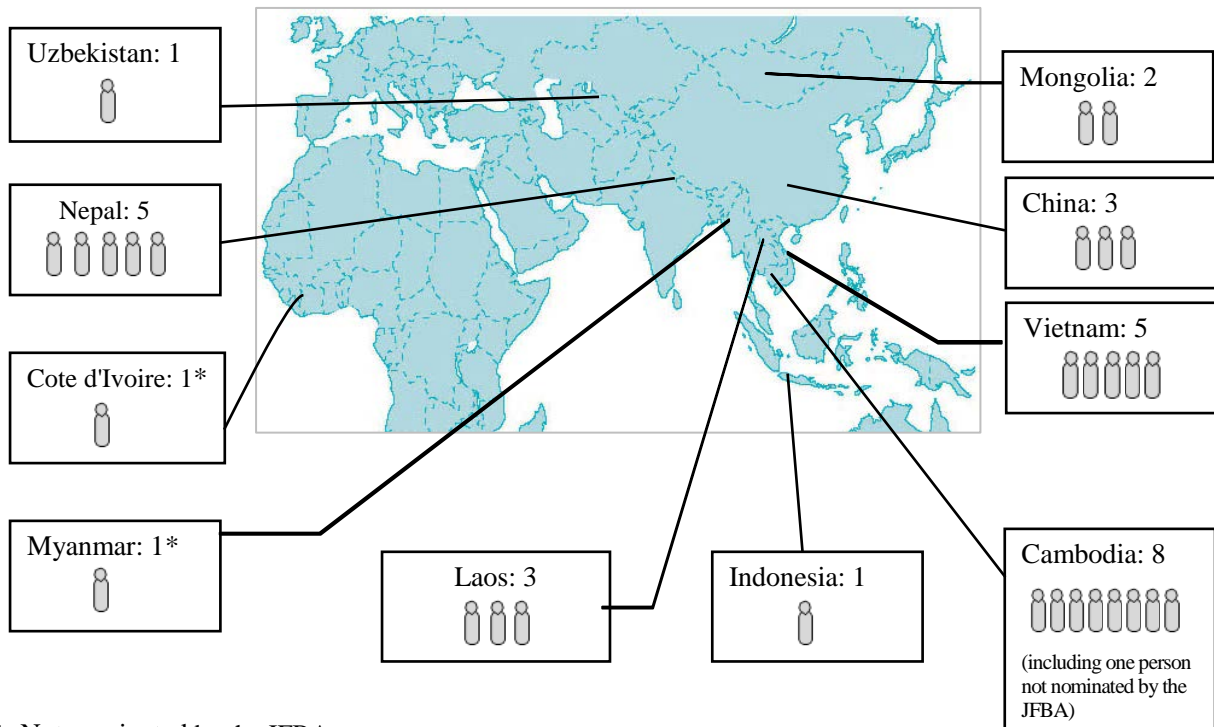 Uzbekistan: 1
Mongolia: 2
Nepal: 5
China: 3
Vietnam: 5
Cote d'Ivoire: 1*
Myanmar: 1*
Laos: 3
Indonesia: 1
Cambodia: 8
(including one person
not nominated by the
JFBA)